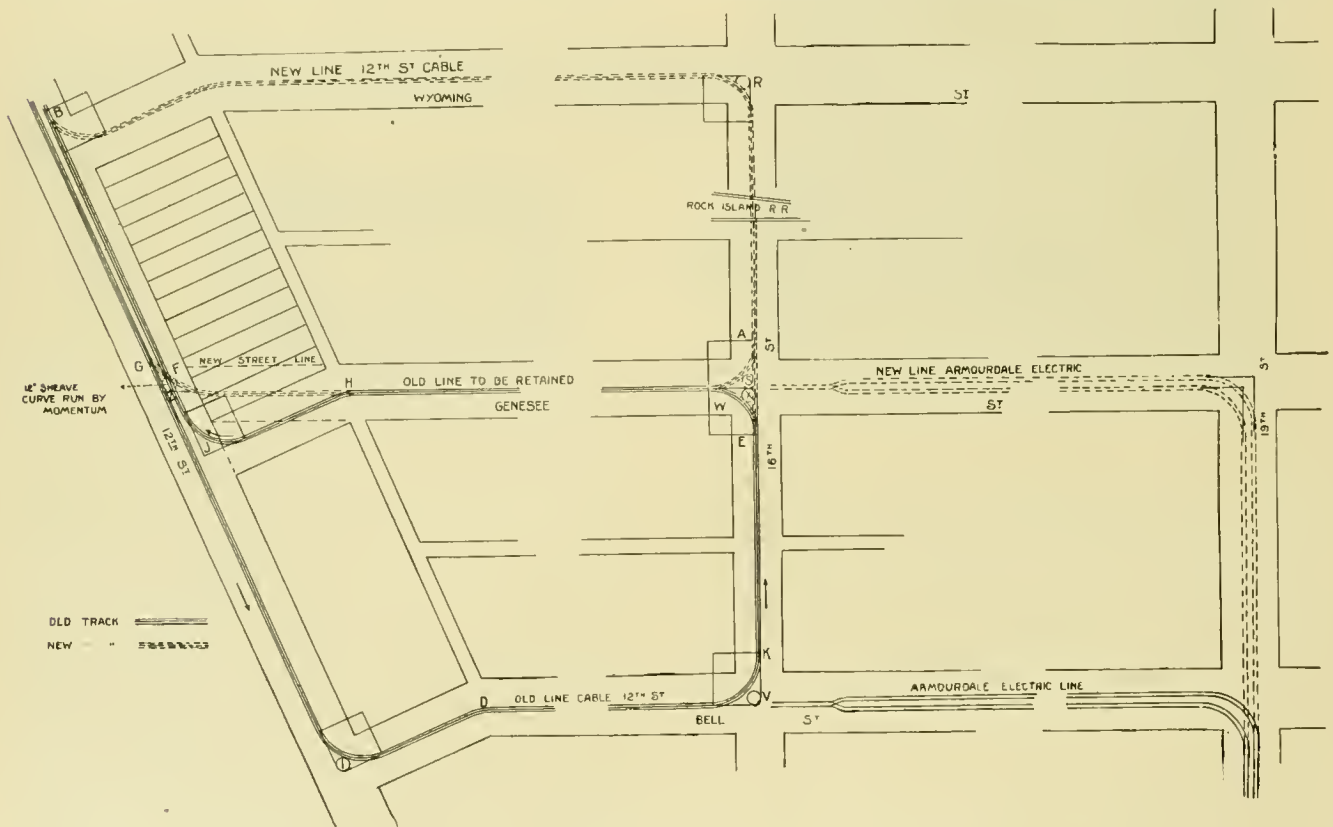 NEW LINE 12TH ST CABLE
B
R
WYOMING
ST
ROCK ISLAND R R
A
ST
G
F
NEW STREET LINE
12" SHEAVE
CURVE RUN BY
MOMENTUM
H
OLD LINE TO BE RETAINED
GENESEE
W
E
NEW LINE ARMOURDALE ELECTRIC
ST
ST
19TH
J
12TH ST
16TH
OLD TRACK
NEW "
K
D
OLD LINE CABLE 12TH ST
V
BELL
ST
ARMOURDALE ELECTRIC LINE